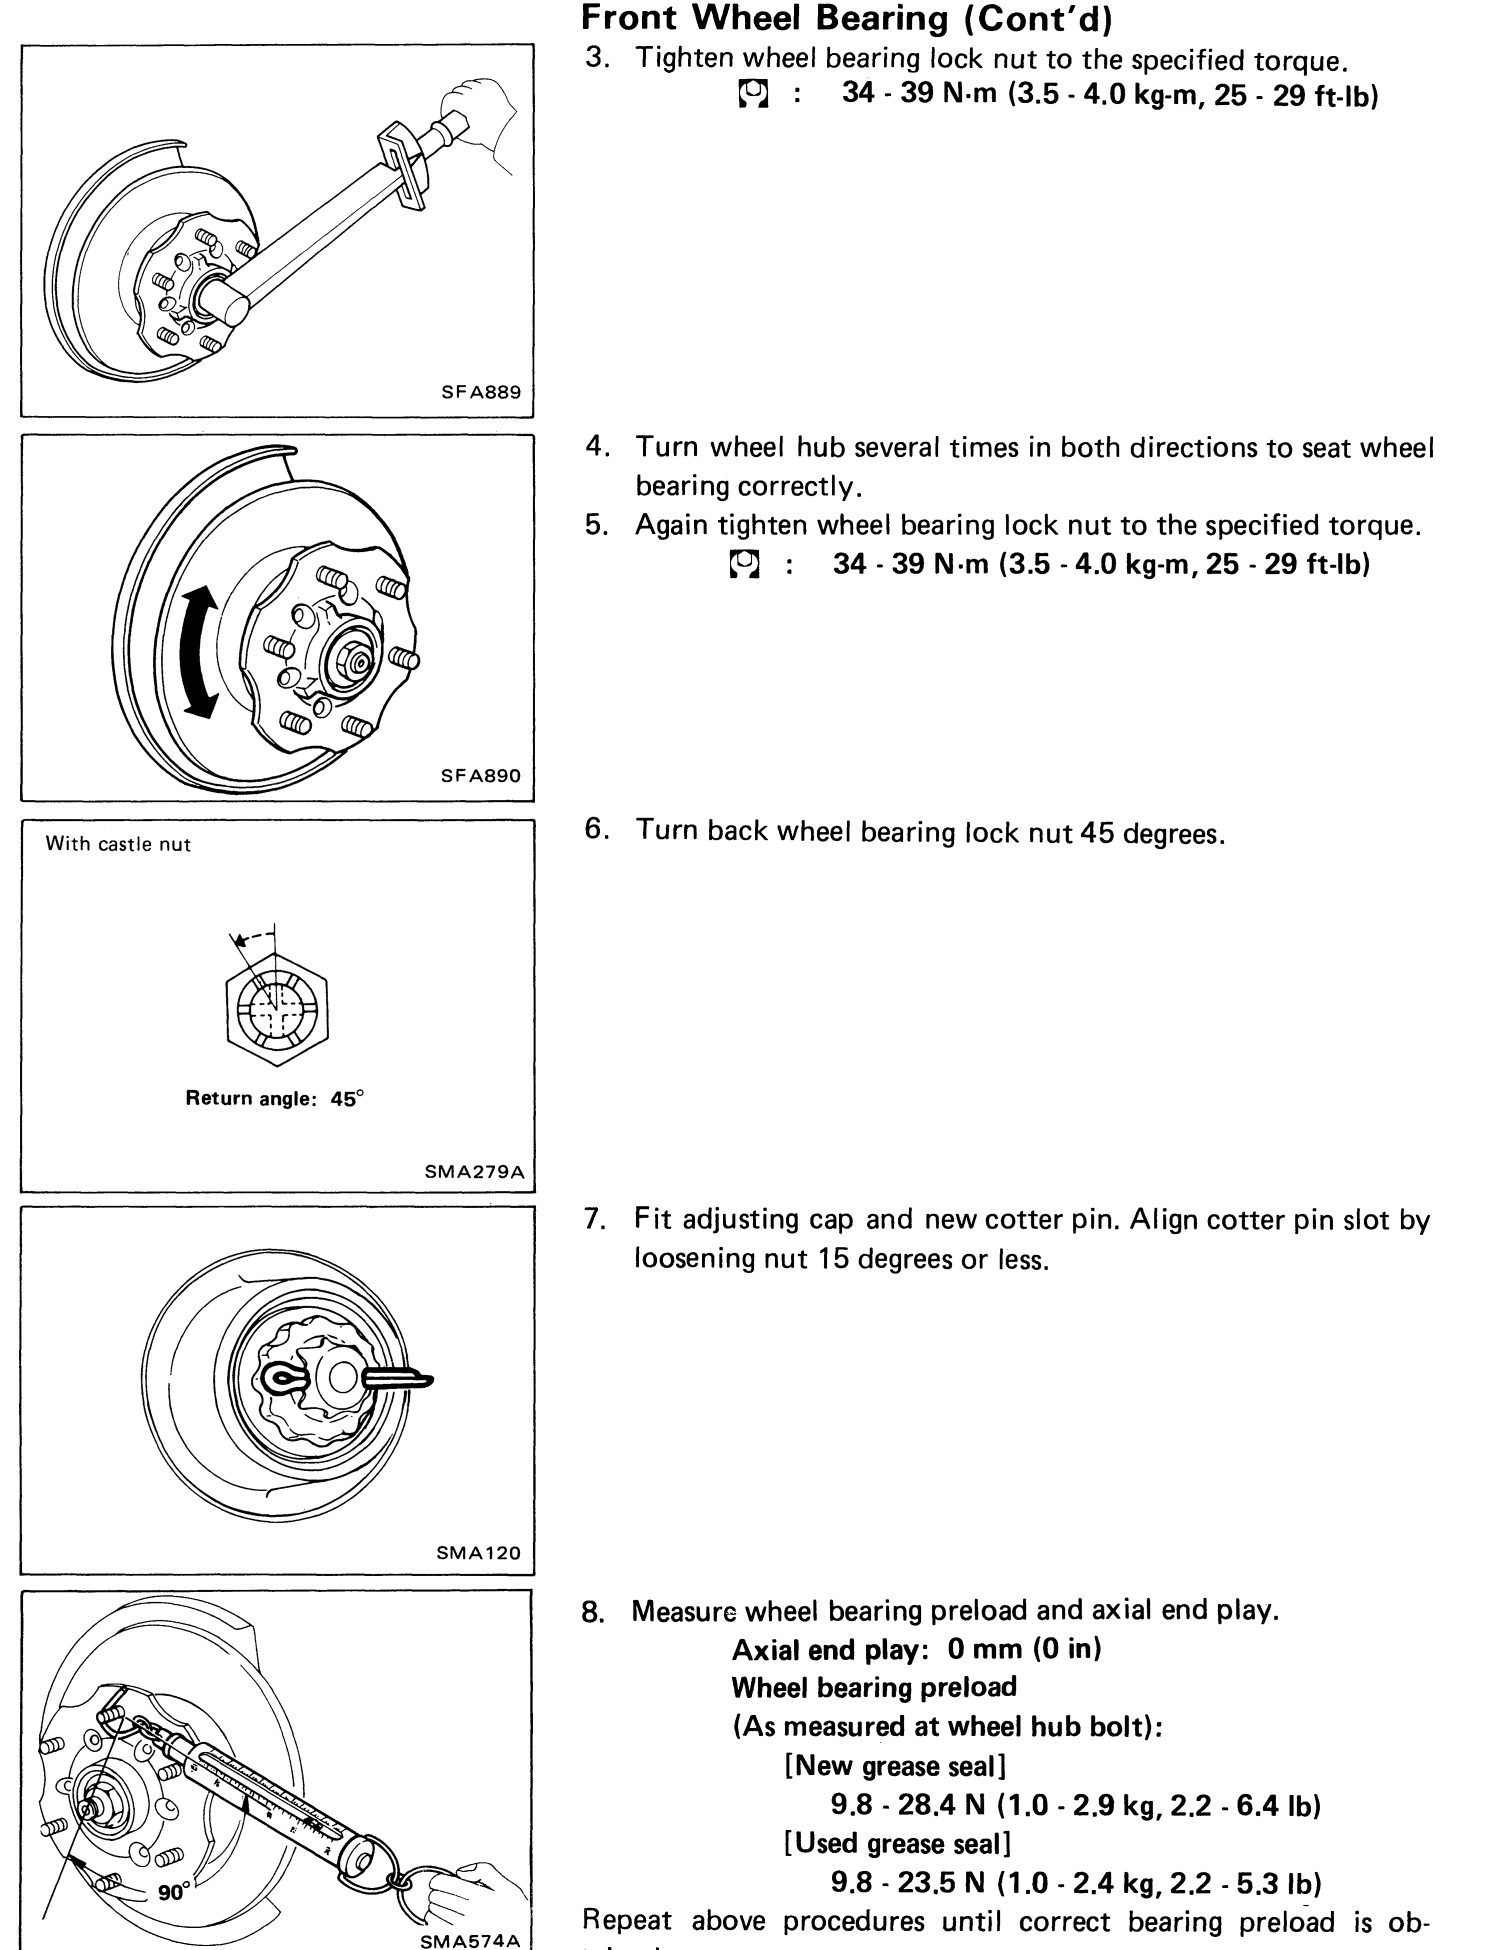 Front Wheel Bearing (Cont'd)
3. Tighten wheel bearing lock nut to the specified torque.
: 34 - 39 N·m (3.5 - 4.0 kg-m, 25 - 29 ft-lb)
SFA889
4. Turn wheel hub several times in both directions to seat wheel
bearing correctly.
5. Again tighten wheel bearing lock nut to the specified torque.
: 34 - 39 N·m (3.5 - 4.0 kg-m, 25 - 29 ft-lb)
SFA890
With castle nut
Return angle: 45°
SMA279A
6. Turn back wheel bearing lock nut 45 degrees.
7. Fit adjusting cap and new cotter pin. Align cotter pin slot by
loosening nut 15 degrees or less.
SMA120
8. Measure wheel bearing preload and axial end play.
Axial end play: 0 mm (0 in)
Wheel bearing preload
(As measured at wheel hub bolt):
[New grease seal]
9.8 - 28.4 N (1.0 - 2.9 kg, 2.2 - 6.4 lb)
[Used grease seal]
9.8 - 23.5 N (1.0 - 2.4 kg, 2.2 - 5.3 lb)
Repeat above procedures until correct bearing preload is ob-
90°
SMA574A